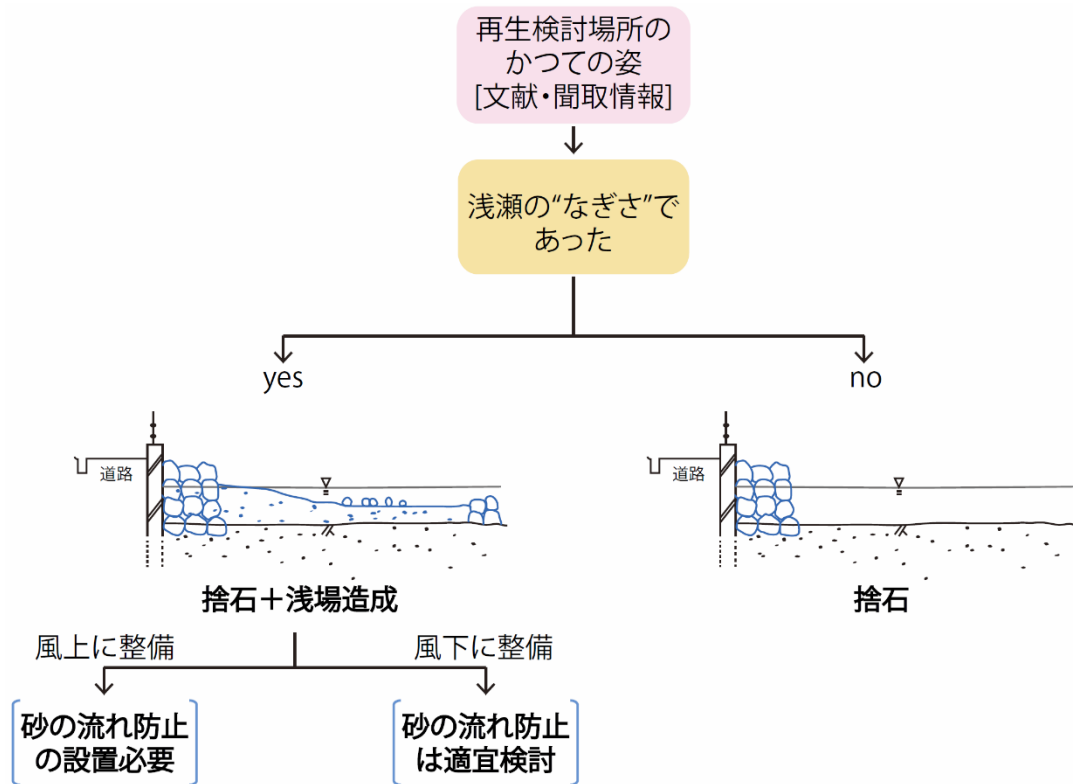 再生検討場所の
かつての姿
[文献・聞取情報]
浅瀬の“なぎさ”で
あった
yes
no
道路
道路
捨石＋浅場造成
捨石
風上に整備
風下に整備
砂の流れ防止
の設置必要
砂の流れ防止
は適宜検討